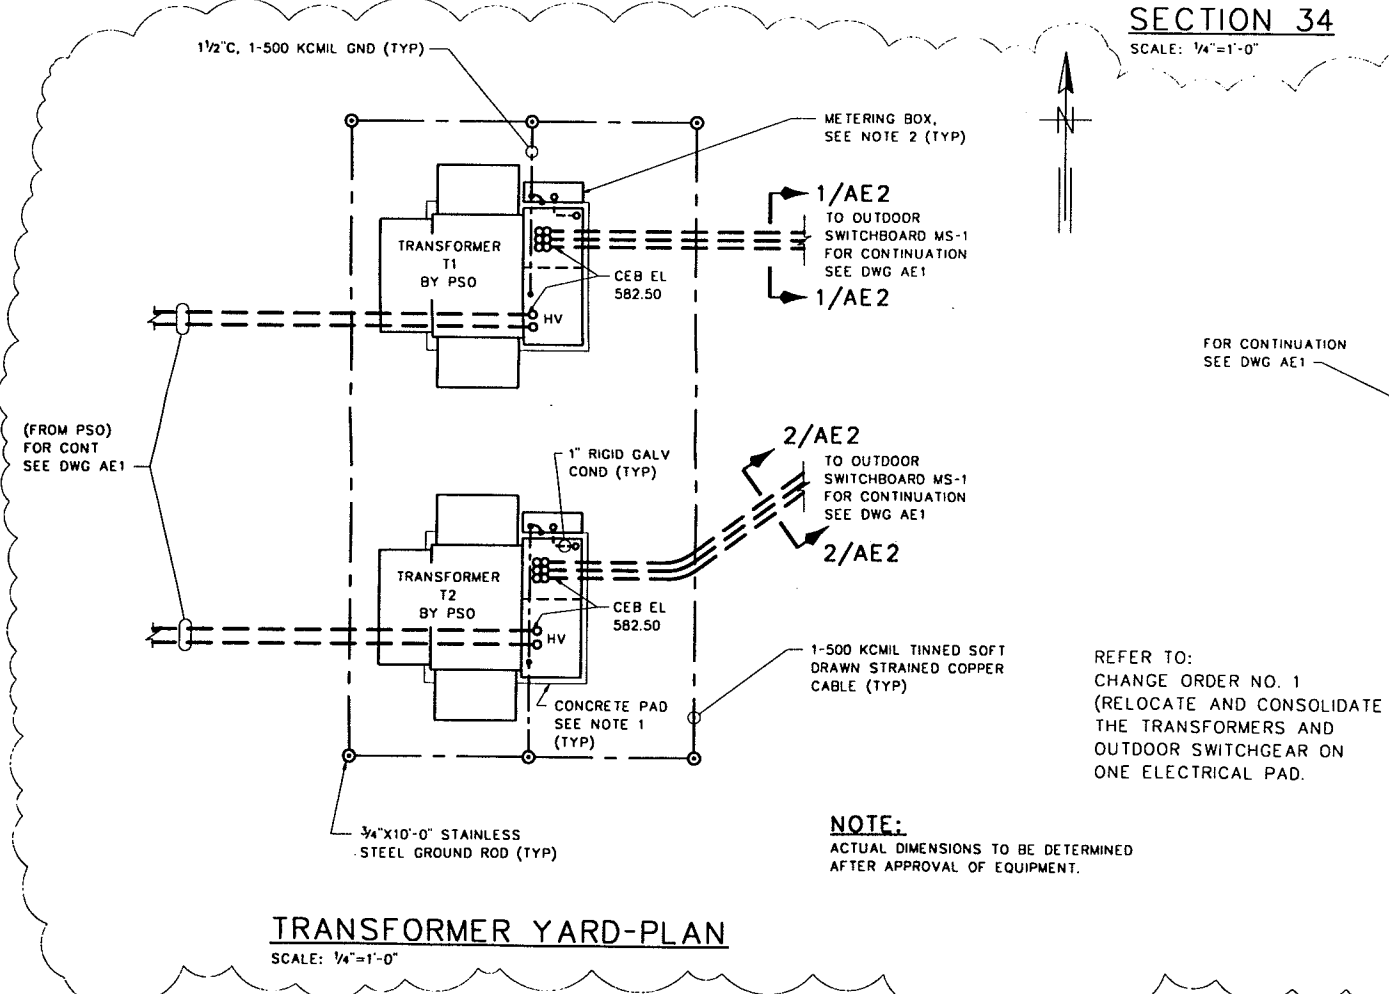 SECTION 34
SCALE: 1/4"=1'-0"
1 1/2"C, 1-500 KCMIL GND (TYP)
METERING BOX,
SEE NOTE 2 (TYP)
N
1/AE2
TO OUTDOOR
SWITCHBOARD MS-1
FOR CONTINUATION
SEE DWG AE1
1/AE2
TRANSFORMER
T1
BY PSO
CEB EL
582.50
HV
FOR CONTINUATION
SEE DWG AE1
(FROM PSO)
FOR CONT
SEE DWG AE1
1" RIGID GALV
COND (TYP)
2/AE2
TO OUTDOOR
SWITCHBOARD MS-1
FOR CONTINUATION
SEE DWG AE1
2/AE2
TRANSFORMER
T2
BY PSO
CEB EL
582.50
HV
1-500 KCMIL TINNED SOFT
DRAWN STRAINED COPPER
CABLE (TYP)
CONCRETE PAD
SEE NOTE 1
(TYP)
REFER TO:
CHANGE ORDER NO. 1
(RELOCATE AND CONSOLIDATE
THE TRANSFORMERS AND
OUTDOOR SWITCHGEAR ON
ONE ELECTRICAL PAD.
3/4"X10'-0" STAINLESS
STEEL GROUND ROD (TYP)
NOTE:
ACTUAL DIMENSIONS TO BE DETERMINED
AFTER APPROVAL OF EQUIPMENT.
TRANSFORMER YARD-PLAN
SCALE: 1/4"=1'-0"